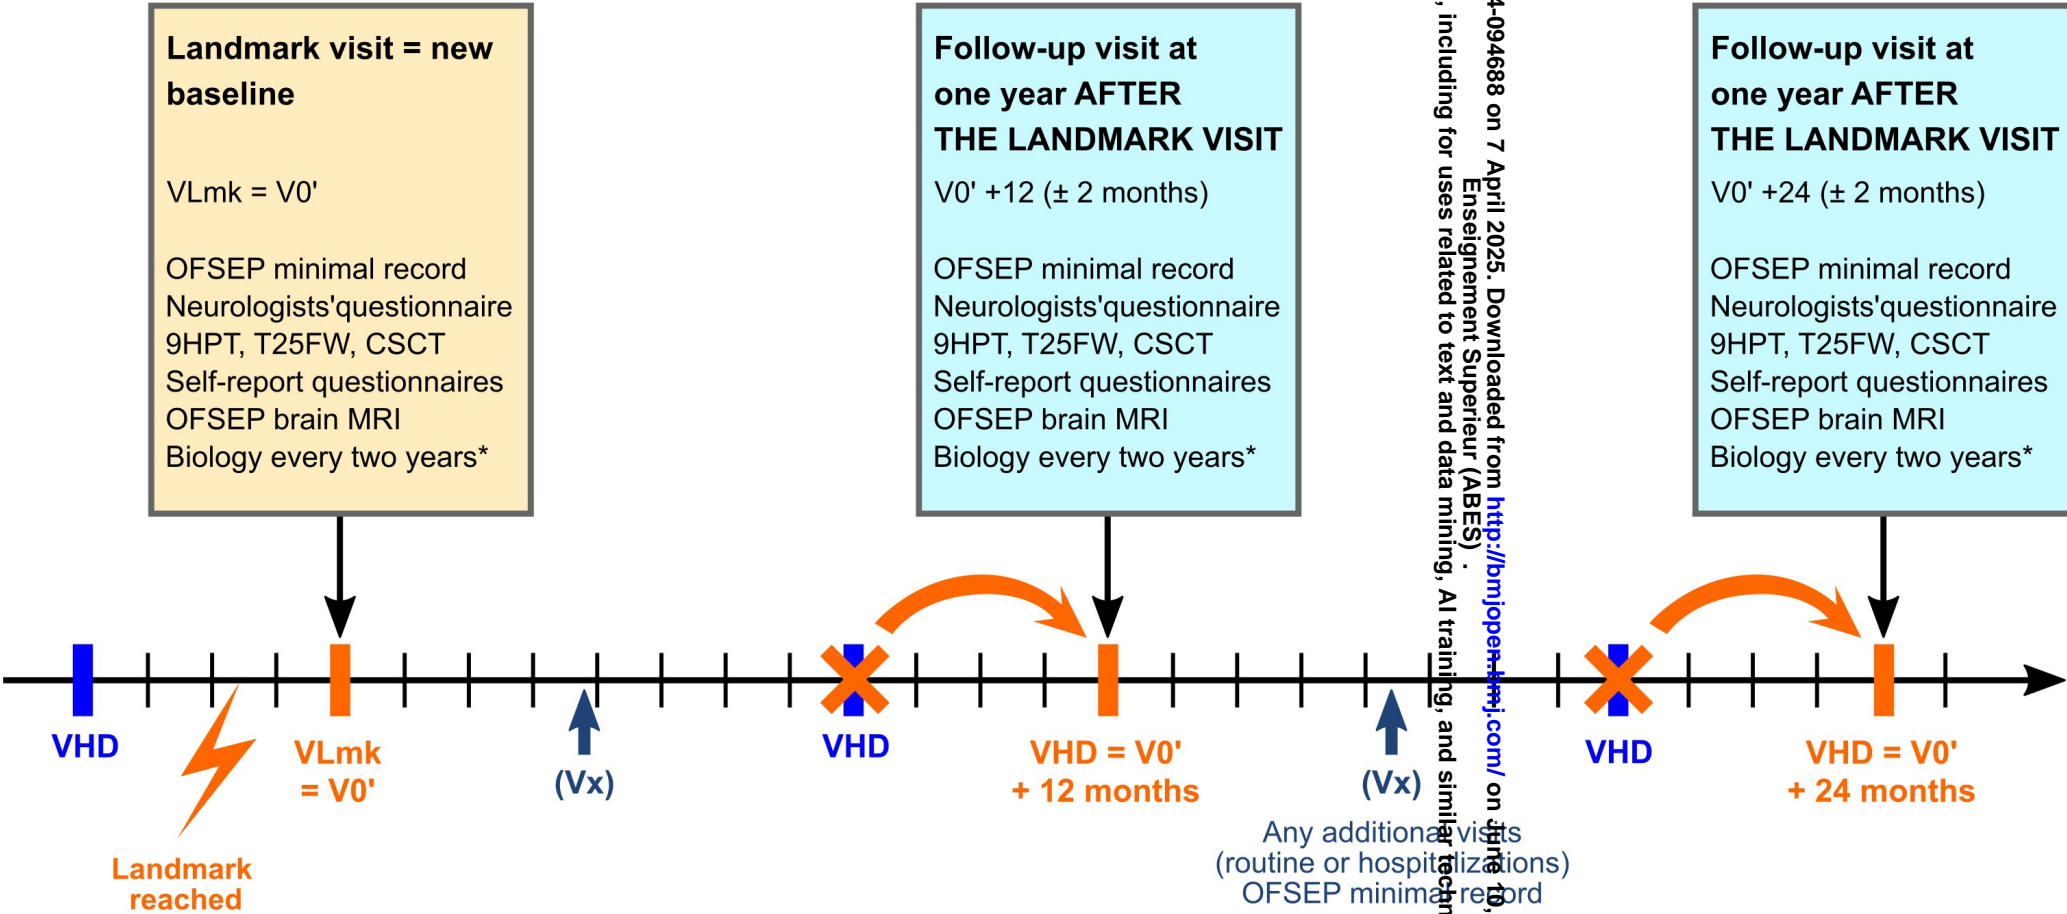 Landmark visit = new
baseline
VLmk = V0'
OFSEP minimal record
Neurologists'questionnaire
9HPT, T25FW, CSCT
Self-report questionnaires
OFSEP brain MRI
Biology every two years*
Follow-up visit at
one year AFTER
THE LANDMARK VISIT
V0' +12 (± 2 months)
OFSEP minimal record
Neurologists'questionnaire
9HPT, T25FW, CSCT
Self-report questionnaires
OFSEP brain MRI
Biology every two years*
Follow-up visit at
one year AFTER
THE LANDMARK VISIT
V0' +24 (± 2 months)
OFSEP minimal record
Neurologists'questionnaire
9HPT, T25FW, CSCT
Self-report questionnaires
OFSEP brain MRI
Biology every two years*
VHD
Landmark
reached
VLmk
= V0'
(Vx)
VHD
VHD = V0'
+ 12 months
(Vx)
Any additional visits
(routine or hospitalizations)
OFSEP minimal record
VHD
VHD = V0'
+ 24 months
4-094688 on 7 April 2025. Downloaded from http://bmjopen.bmj.com/ on June 10,
Enseignement Superieur (ABES) .
, including for uses related to text and data mining, AI training, and similar techn